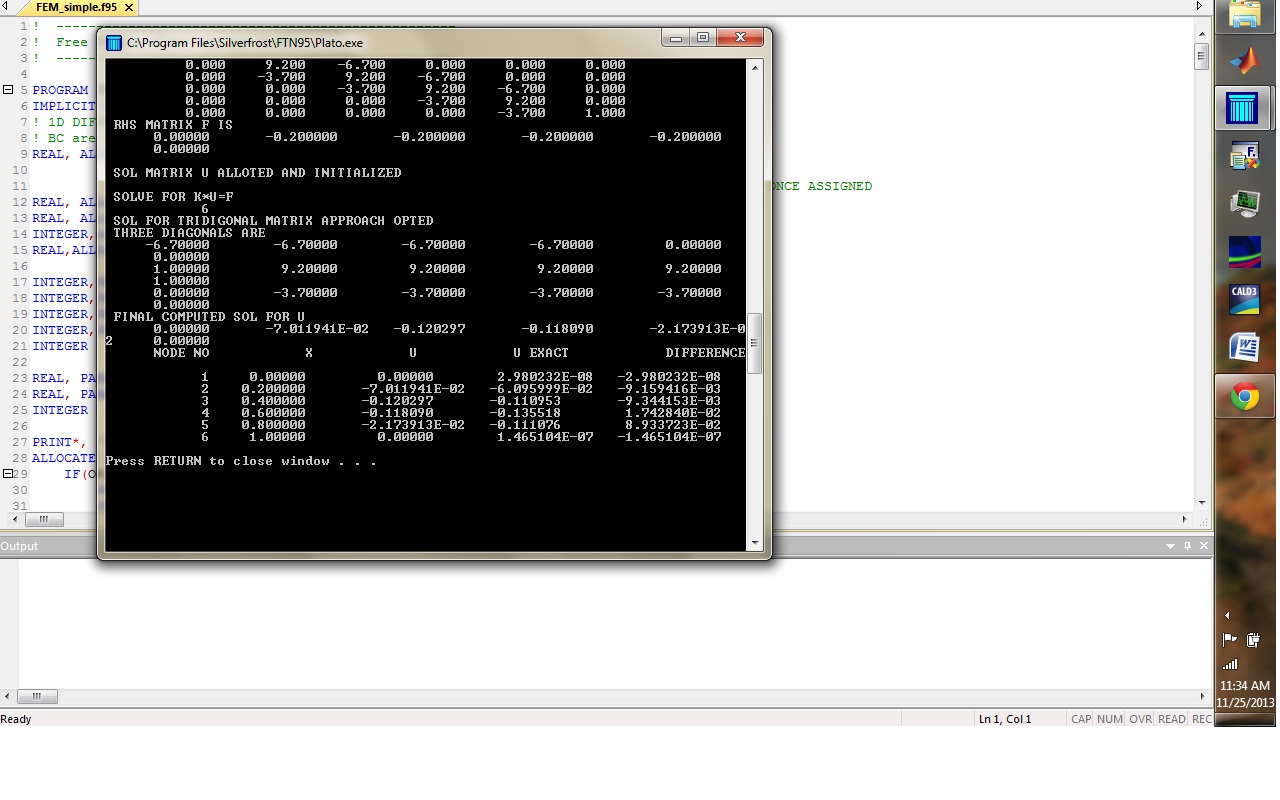 FEM_simple.f95
1 ! ----------------------------------------------------
2 ! Free
3 ! -----
4
5 PROGRAM
6 IMPLICIT
7 ! 1D DIF
8 ! BC are
9 REAL, AL
10
11 ONCE ASSIGNED
12 REAL, AL
13 REAL, AL
14 INTEGER,
15 REAL,ALL
16
17 INTEGER,
18 INTEGER,
19 INTEGER,
20 INTEGER,
21 INTEGER
22
23 REAL, PA
24 REAL, PA
25 INTEGER
26
27 PRINT*,
28 ALLOCATE
29 IF(O
30
31
C:\Program Files\Silverfrost\FTN95\Plato.exe
0.000 9.200 -6.700 0.000 0.000 0.000
0.000 -3.700 9.200 -6.700 0.000 0.000
0.000 0.000 -3.700 9.200 -6.700 0.000
0.000 0.000 0.000 -3.700 9.200 0.000
0.000 0.000 0.000 0.000 -3.700 1.000
RHS MATRIX F IS
0.00000 -0.200000 -0.200000 -0.200000 -0.200000
0.00000
SOL MATRIX U ALLOTED AND INITIALIZED
SOLVE FOR K*U=F
6
SOL FOR TRIDIGONAL MATRIX APPROACH OPTED
THREE DIAGONALS ARE
-6.70000 -6.70000 -6.70000 -6.70000 0.00000
0.00000
1.00000 9.20000 9.20000 9.20000 9.20000
1.00000
0.00000 -3.70000 -3.70000 -3.70000 -3.70000
0.00000
FINAL COMPUTED SOL FOR U
0.00000 -7.011941E-02 -0.120297 -0.118090 -2.173913E-0
2 0.00000
NODE NO X U U EXACT DIFFERENCE
1 0.00000 0.00000 2.980232E-08 -2.980232E-08
2 0.200000 -7.011941E-02 -6.095999E-02 -9.159416E-03
3 0.400000 -0.120297 -0.110953 -9.344153E-03
4 0.600000 -0.118090 -0.135518 1.742840E-02
5 0.800000 -2.173913E-02 -0.111076 8.933723E-02
6 1.00000 0.00000 1.465104E-07 -1.465104E-07
Press RETURN to close window . . .
Output
Ready
Ln 1, Col 1
CAP NUM OVR READ REC
CALD3
11:34 AM
11/25/2013